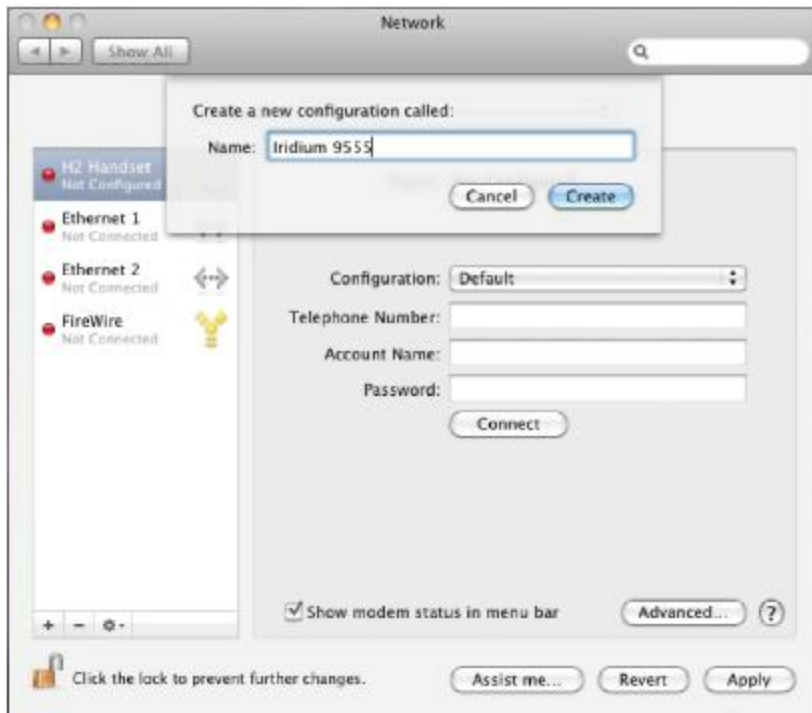 Network
Show All
Create a new configuration called:
Name: Iridium 9555
Cancel Create
H2 Handset
Not Configured
Ethernet 1
Not Connected
Ethernet 2
Not Connected
FireWire
Not Connected
Configuration: Default
Telephone Number:
Account Name:
Password:
Connect
Show modem status in menu bar
Advanced... ?
+ -
Click the lock to prevent further changes.
Assist me... Revert Apply